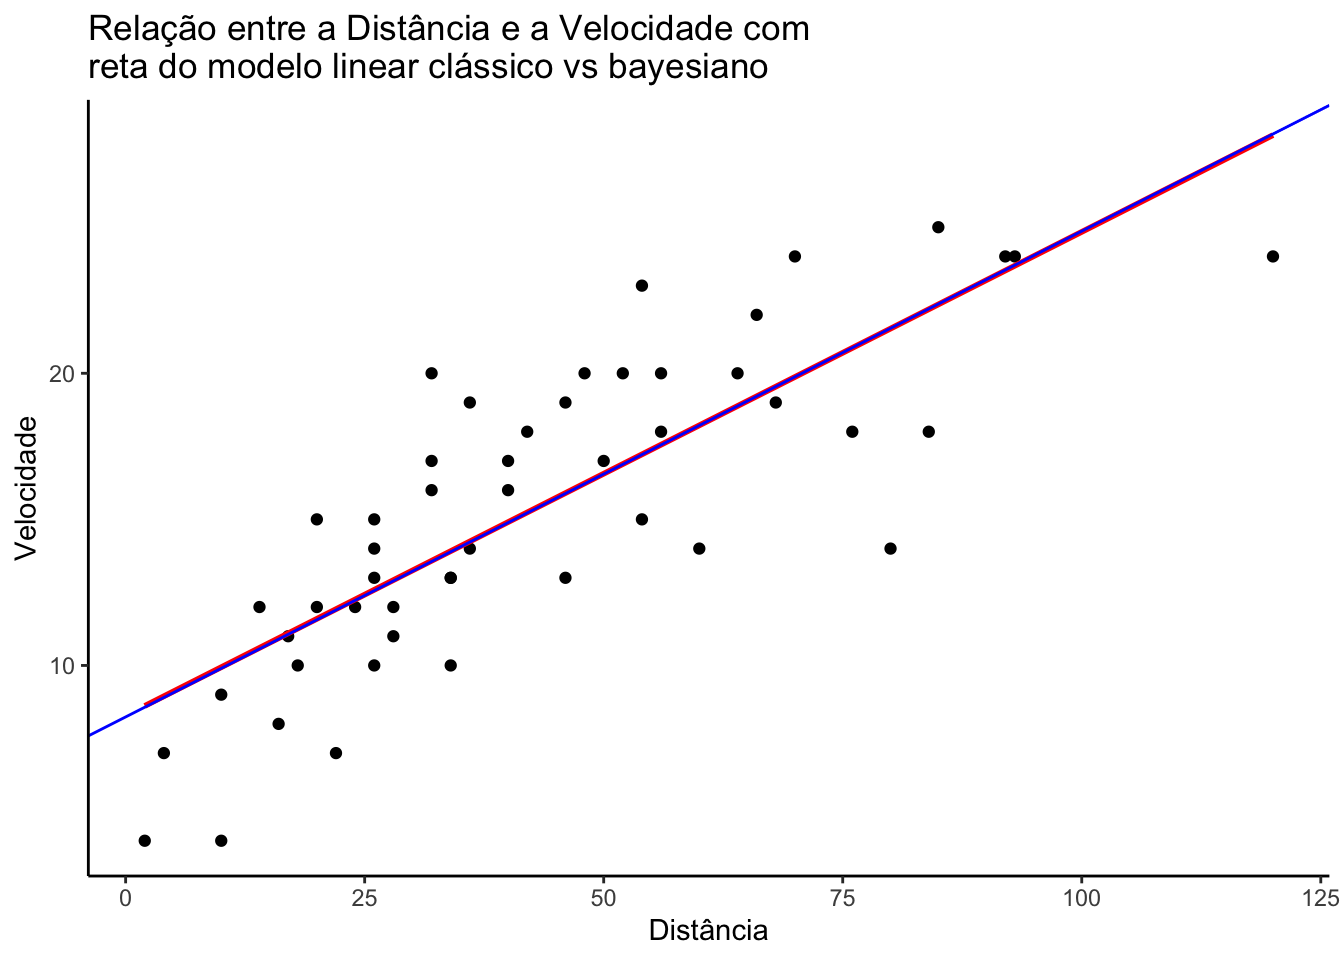 Relação entre a Distância e a Velocidade com
reta do modelo linear clássico vs bayesiano
Velocidade
20
10
0 25 50 75 100 125
Distância